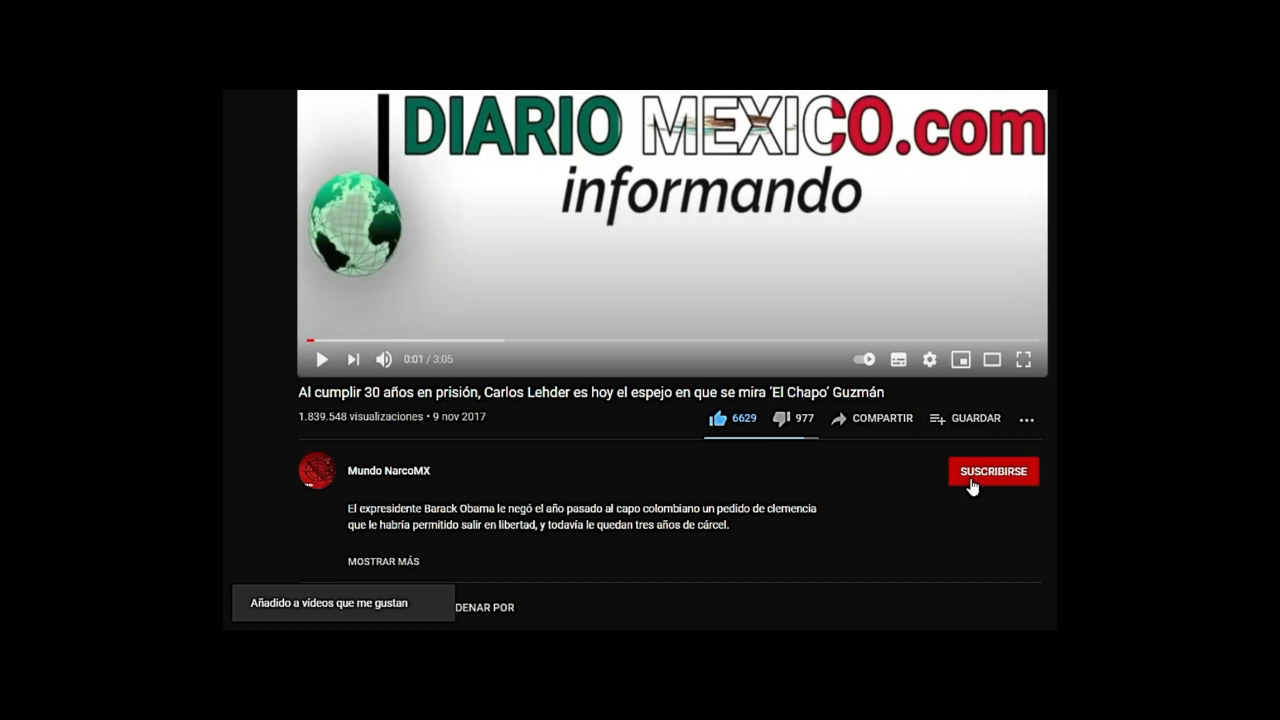 DIARIO MEXICO.com
informando
0:01 / 3:05
Al cumplir 30 años en prisión, Carlos Lehder es hoy el espejo en que se mira 'El Chapo' Guzmán
1.839.548 visualizaciones • 9 nov 2017
6629
977
COMPARTIR
GUARDAR
Mundo NarcoMX
SUSCRIBIRSE
El expresidente Barack Obama le negó el año pasado al capo colombiano un pedido de clemencia
que le habría permitido salir en libertad, y todavía le quedan tres años de cárcel.
MOSTRAR MÁS
Añadido a vídeos que me gustan
DENAR POR